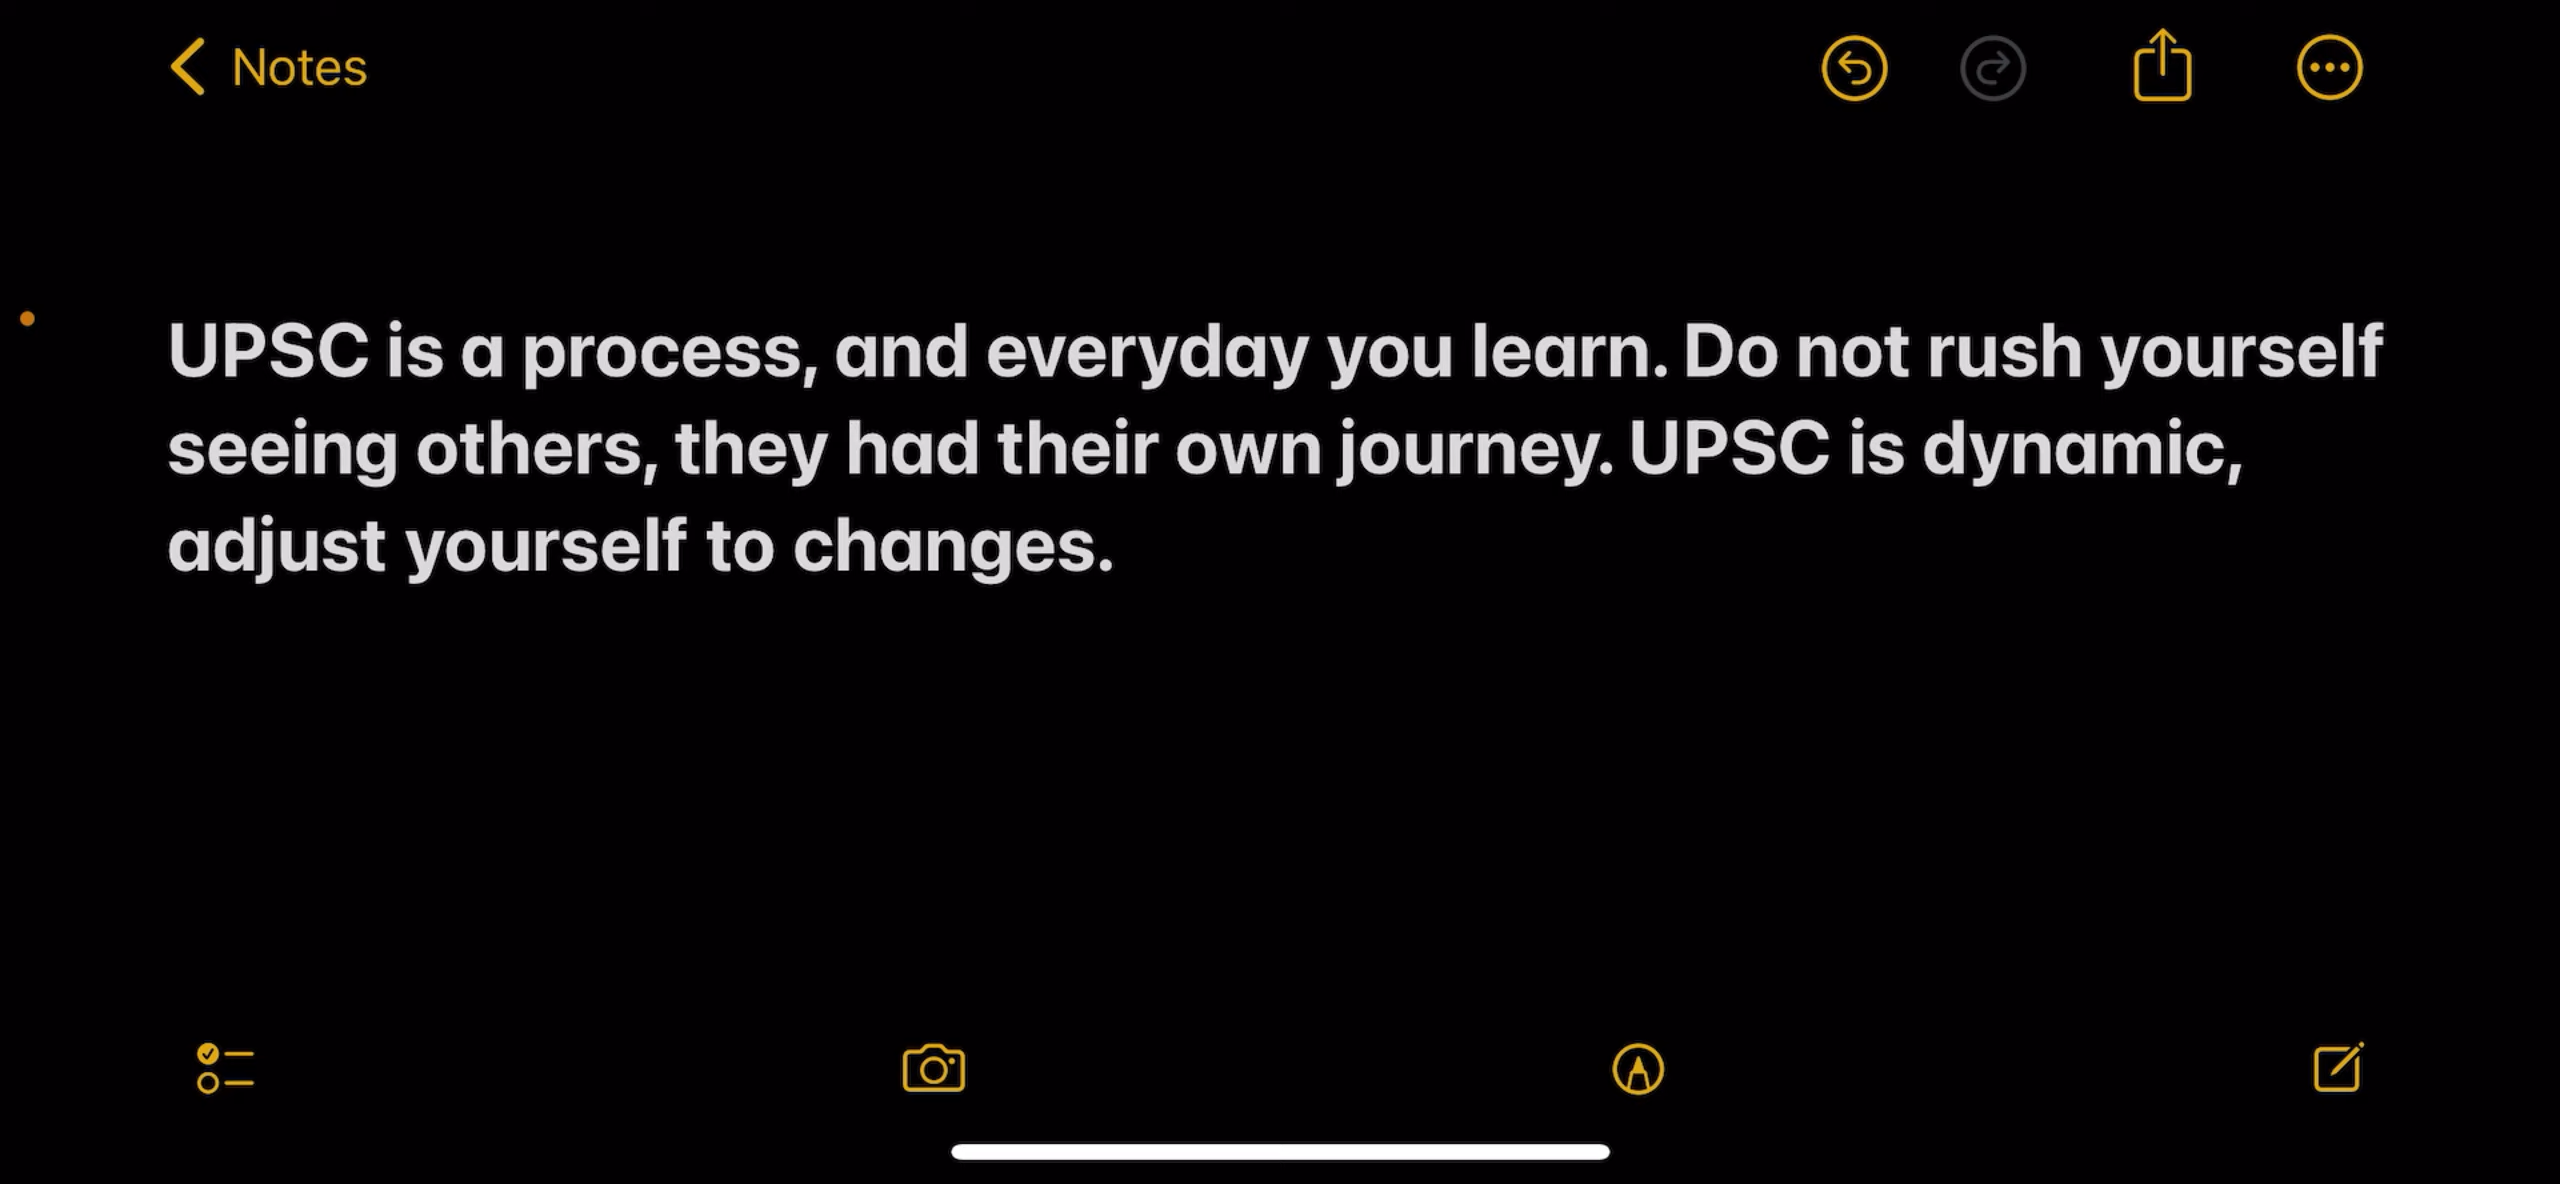 Notes
UPSC is a process, and everyday you learn. Do not rush yourself
seeing others, they had their own journey. UPSC is dynamic,
adjust yourself to changes.